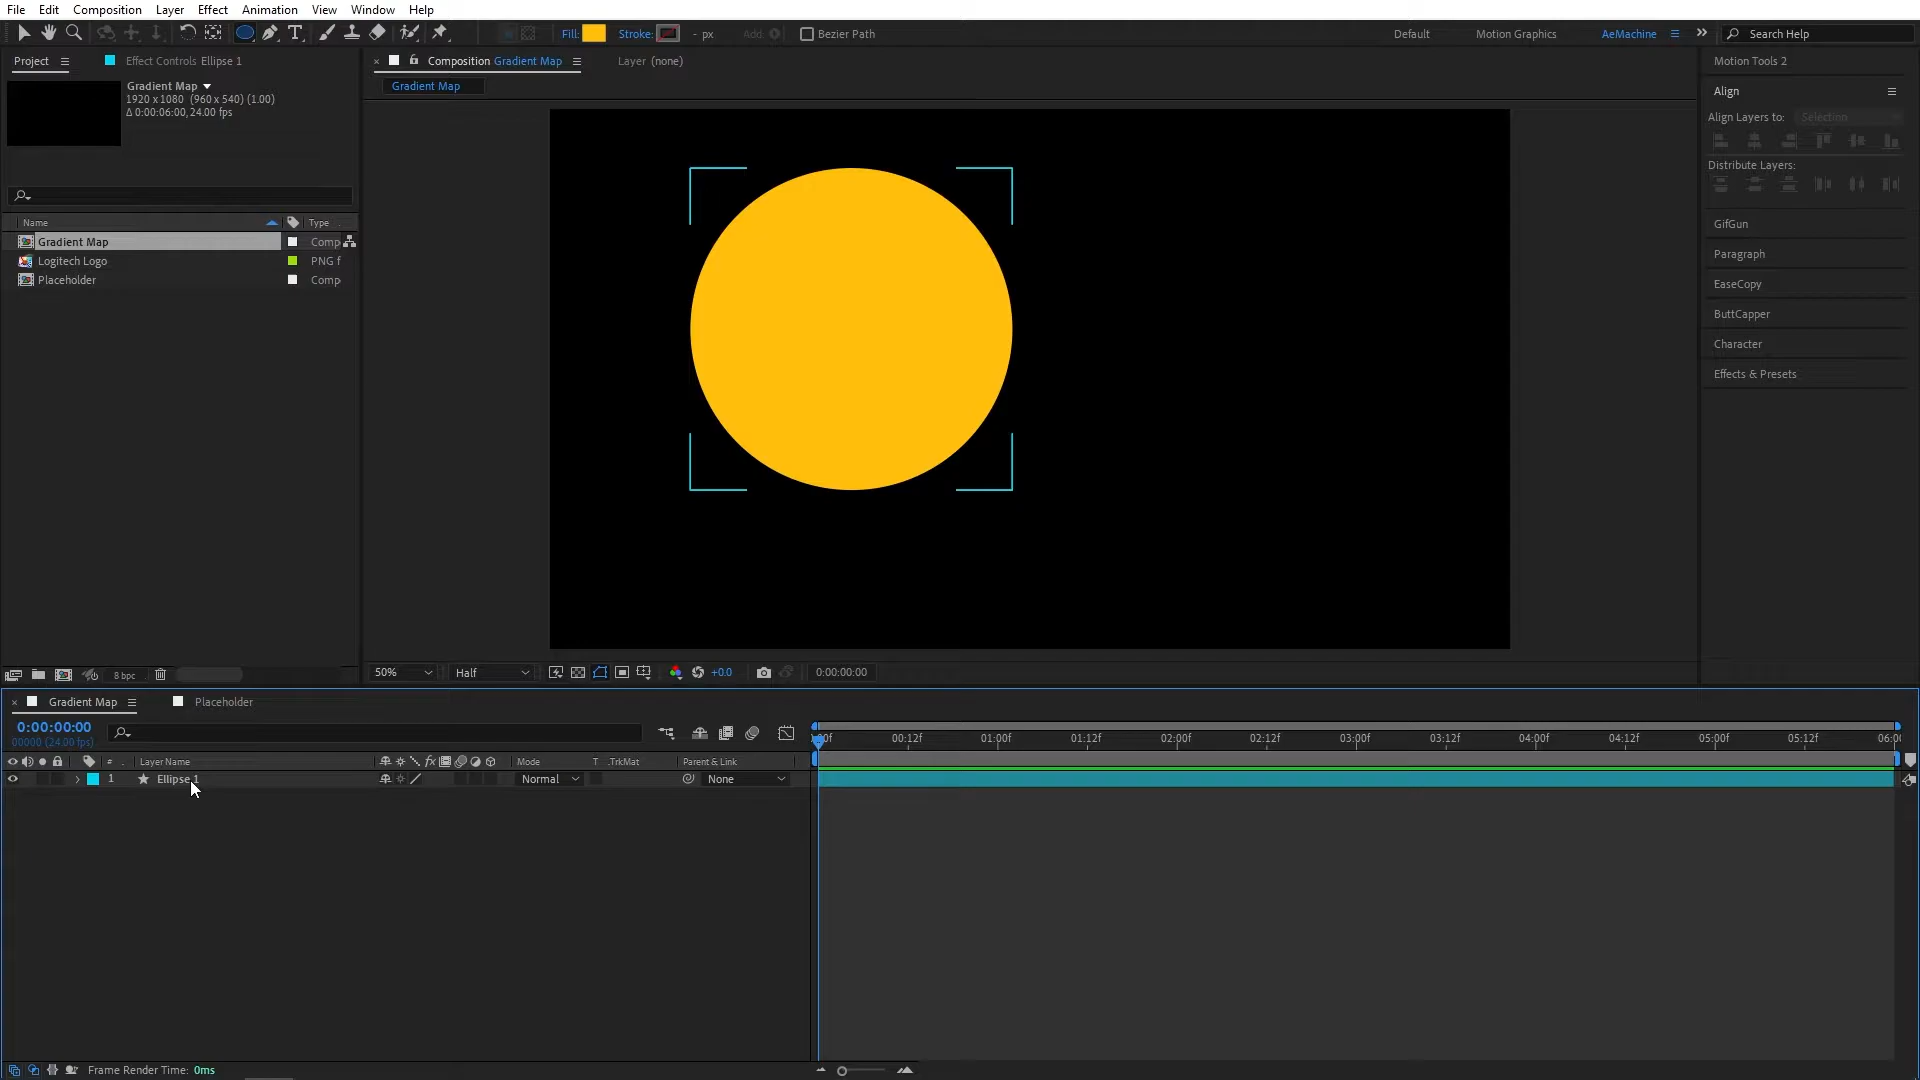 File Edit Composition Layer Effect Animation View Window Help
Fill: Stroke: - px Add: Bezier Path Default Motion Graphics AeMachine Search Help
Project Effect Controls Ellipse 1 Composition Gradient Map Layer (none) Motion Tools 2
Gradient Map
1920 x 1080 (960 x 540) (1.00)
Δ 0:00:06:00, 24.00 fps
Gradient Map
Align
Align Layers to: Selection
Distribute Layers:
Name Type
Gradient Map Comp
Logitech Logo PNG f
Placeholder Comp
GifGun
Paragraph
EaseCopy
ButtCapper
Character
Effects & Presets
8 bpc 50% Half +0.0 0:00:00:00
Gradient Map Placeholder
0:00:00:00
00000 (24.00 fps)
00:12f 01:00f 01:12f 02:00f 02:12f 03:00f 03:12f 04:00f 04:12f 05:00f 05:12f
# Layer Name fx Mode T .TrkMat Parent & Link
1 Ellipse 1 Normal None
Frame Render Time: 0ms